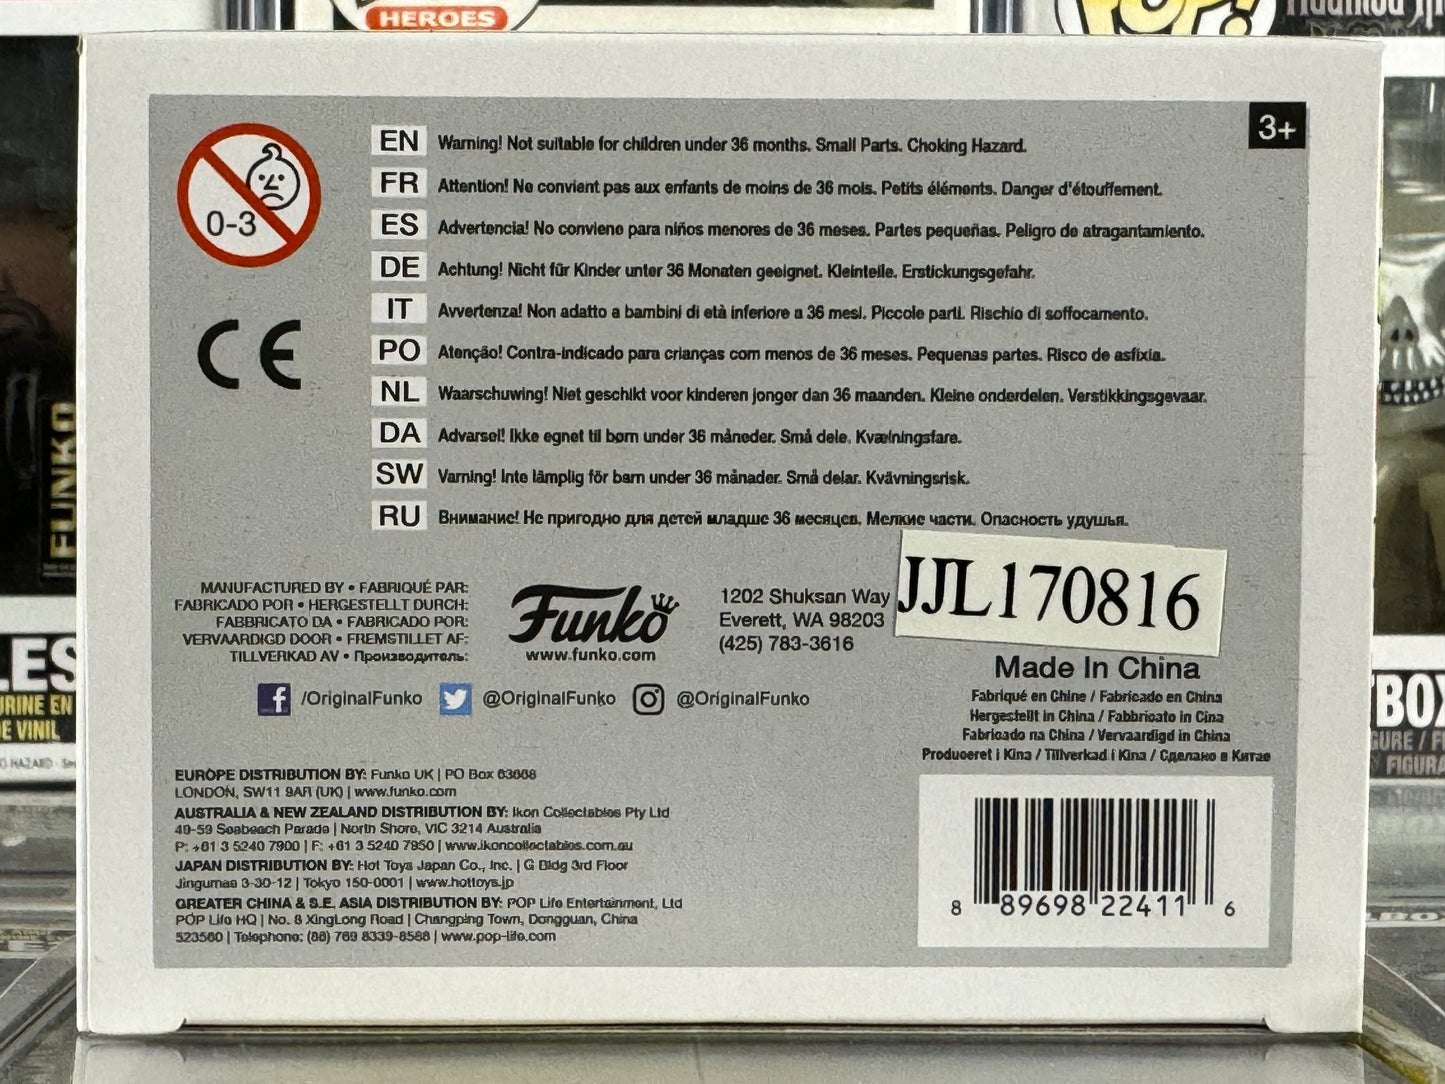 HEROES
POP!
3+
0-3
EN Warning! Not suitable for children under 36 months. Small Parts. Choking Hazard.
FR Attention! Ne convient pas aux enfants de moins de 36 mois. Petits éléments. Danger d'étouffement.
ES Advertencia! No conviene para niños menores de 36 meses. Partes pequeñas. Peligro de atragantamiento.
DE Achtung! Nicht für Kinder unter 36 Monaten geeignet. Kleinteile. Erstickungsgefahr.
IT Avvertenza! Non adatto a bambini di età inferiore a 36 mesi. Piccole parti. Rischio di soffocamento.
PO Atenção! Contra-indicado para crianças com menos de 36 meses. Pequenas partes. Risco de asfixia.
NL Waarschuwing! Niet geschikt voor kinderen jonger dan 36 maanden. Kleine onderdelen. Verstikkingsgevaar.
DA Advarsel! Ikke egnet til børn under 36 måneder. Små dele. Kvælningsfare.
SW Varning! Inte lämplig för barn under 36 månader. Små delar. Kvävningsrisk.
RU Внимание! Не пригодно для детей младше 36 месяцев. Мелкие части. Опасность удушья.
CE
MANUFACTURED BY • FABRIQUÉ PAR:
FABRICADO POR • HERGESTELLT DURCH:
FABBRICATO DA • FABRICADO POR:
VERVAARDIGD DOOR • FREMSTILLET AF:
TILLVERKAD AV • Производитель:
Funko
www.funko.com
1202 Shuksan Way
Everett, WA 98203
(425) 783-3616
JJL170816
/OriginalFunko @OriginalFunko @OriginalFunko
Made In China
Fabriqué en Chine / Fabricado en China
Hergestellt in China / Fabbricato in Cina
Fabricado na China / Vervaardigd in China
Produceret i Kina / Tillverkad i Kina / Сделано в Китае
EUROPE DISTRIBUTION BY: Funko UK | PO Box 63668
LONDON, SW11 9AR (UK) | www.funko.com
AUSTRALIA & NEW ZEALAND DISTRIBUTION BY: Ikon Collectables Pty Ltd
49-59 Seabeach Parade | North Shore, VIC 3214 Australia
P: +61 3 5240 7900 | F: +61 3 5240 7950 | www.ikoncollectables.com.au
JAPAN DISTRIBUTION BY: Hot Toys Japan Co., Inc. | G Bldg 3rd Floor
Jingumae 3-30-12 | Tokyo 150-0001 | www.hottoys.jp
GREATER CHINA & S.E. ASIA DISTRIBUTION BY: POP Life Entertainment, Ltd
POP Life HQ | No. 8 XingLong Road | Changping Town, Dongguan, China
523560 | Telephone: (86) 769 8339-8588 | www.pop-life.com
8 89698 22411 6
FUNKO
LES
URINE EN
DE VINIL
BOX
GURE / F
FIGURA